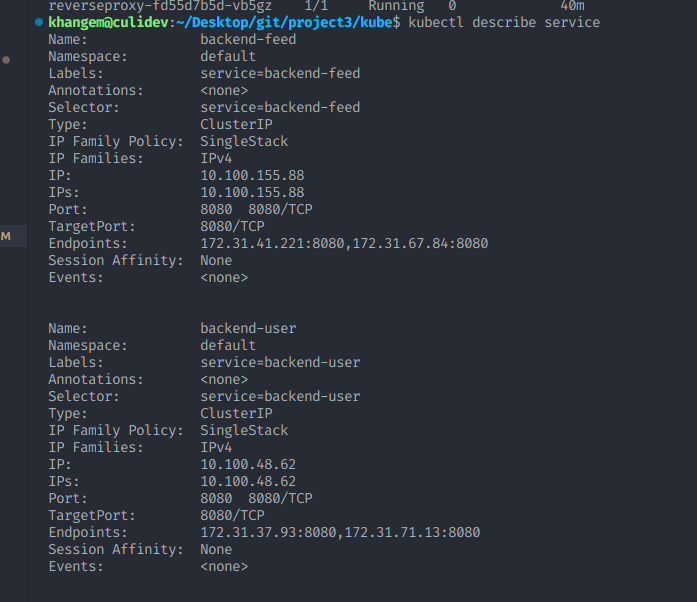 reverseproxy-fd55d7b5d-vb5gz    1/1     Running   0             40m
khangem@culidev:~/Desktop/git/project3/kube$ kubectl describe service
Name:              backend-feed
Namespace:         default
Labels:            service=backend-feed
Annotations:       <none>
Selector:          service=backend-feed
Type:              ClusterIP
IP Family Policy:  SingleStack
IP Families:       IPv4
IP:                10.100.155.88
IPs:               10.100.155.88
Port:              8080  8080/TCP
TargetPort:        8080/TCP
Endpoints:         172.31.41.221:8080,172.31.67.84:8080
Session Affinity:  None
Events:            <none>
Name:              backend-user
Namespace:         default
Labels:            service=backend-user
Annotations:       <none>
Selector:          service=backend-user
Type:              ClusterIP
IP Family Policy:  SingleStack
IP Families:       IPv4
IP:                10.100.48.62
IPs:               10.100.48.62
Port:              8080  8080/TCP
TargetPort:        8080/TCP
Endpoints:         172.31.37.93:8080,172.31.71.13:8080
Session Affinity:  None
Events:            <none>
M